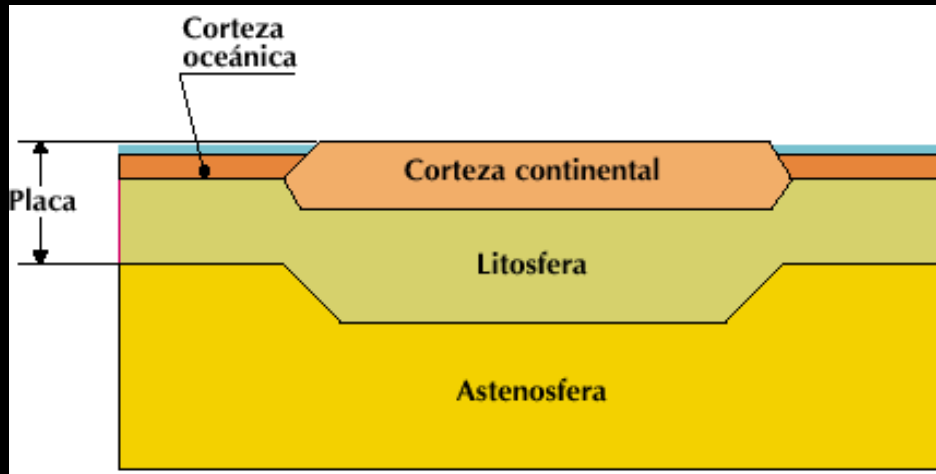 Corteza
oceánica
Corteza continental
Placa
Litosfera
Astenosfera